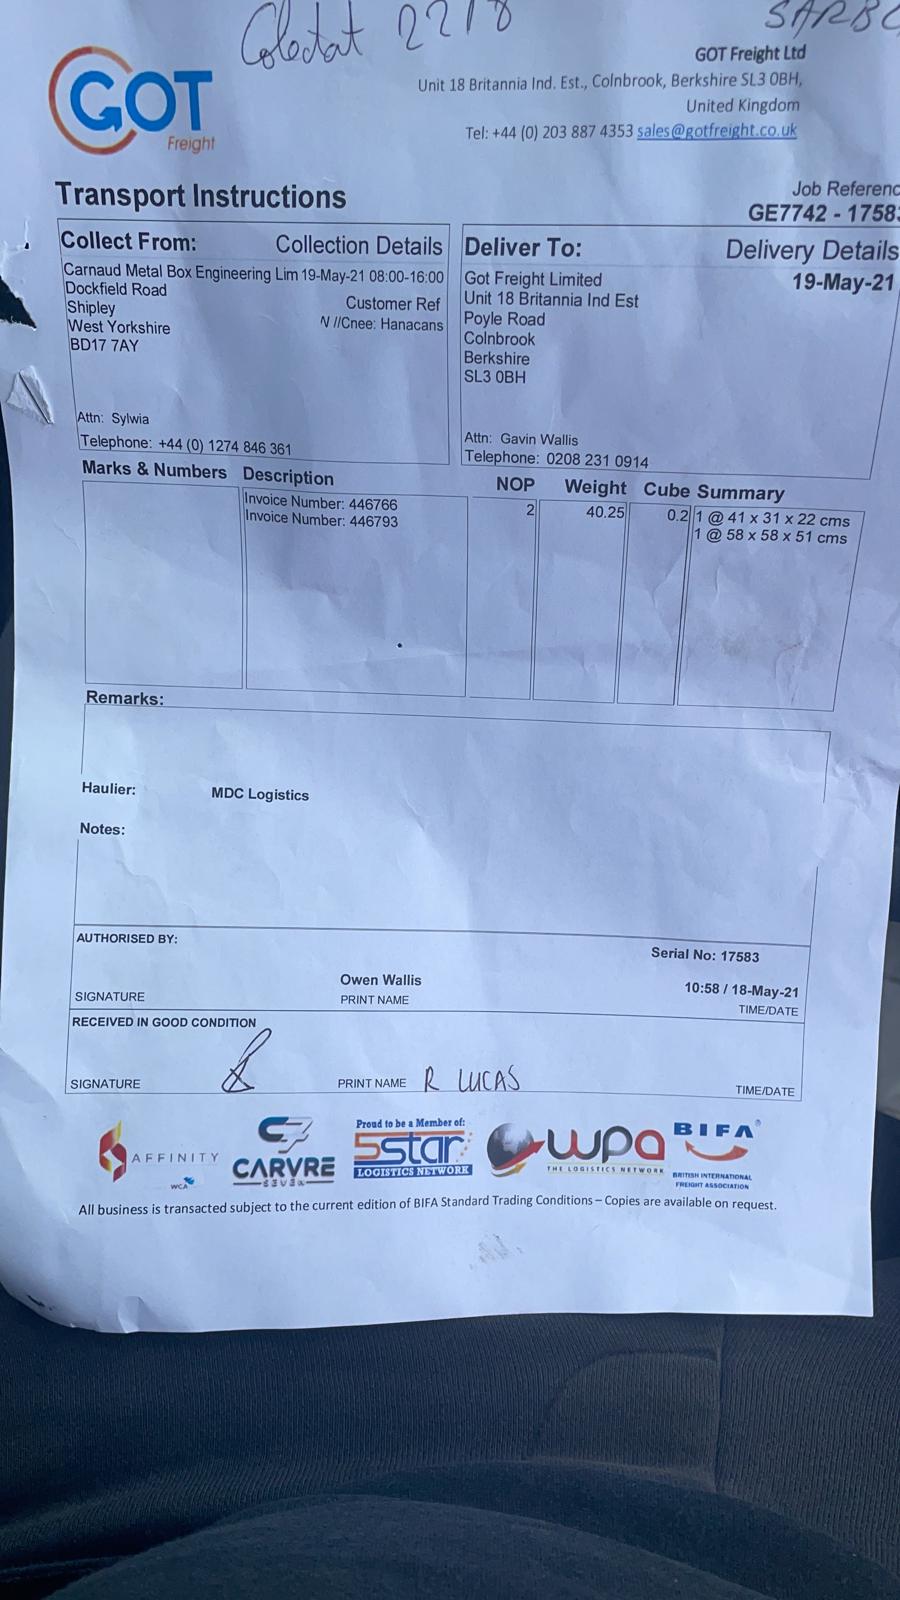 2218
SARBC
GOT
Freight
GOT Freight Ltd
Unit 18 Britannia Ind. Est., Colnbrook, Berkshire SL3 0BH,
United Kingdom
Tel: +44 (0) 203 887 4353 sales@gotfreight.co.uk
Transport Instructions
Job Referenc
GE7742 - 1758
Collect From: Collection Details
Carnaud Metal Box Engineering Lim 19-May-21 08:00-16:00
Dockfield Road
Shipley
Customer Ref
West Yorkshire
N //Cnee: Hanacans
BD17 7AY
Attn: Sylwia
Telephone: +44 (0) 1274 846 361
Deliver To: Delivery Details
Got Freight Limited
19-May-21
Unit 18 Britannia Ind Est
Poyle Road
Colnbrook
Berkshire
SL3 0BH
Attn: Gavin Wallis
Telephone: 0208 231 0914
Marks & Numbers Description NOP Weight Cube Summary
Invoice Number: 446766 2 40.25 0.2 1 @ 41 x 31 x 22 cms
Invoice Number: 446793 1 @ 58 x 58 x 51 cms
Remarks:
Haulier: MDC Logistics
Notes:
AUTHORISED BY:
Serial No: 17583
Owen Wallis
10:58 / 18-May-21
SIGNATURE PRINT NAME TIME/DATE
RECEIVED IN GOOD CONDITION
SIGNATURE PRINT NAME R LUCAS TIME/DATE
AFFINITY
WCA
CARVRE
SEVEN
Proud to be a Member of:
5star
LOGISTICS NETWORK
wpa
THE LOGISTICS NETWORK
BIFA®
BRITISH INTERNATIONAL
FREIGHT ASSOCIATION
All business is transacted subject to the current edition of BIFA Standard Trading Conditions – Copies are available on request.